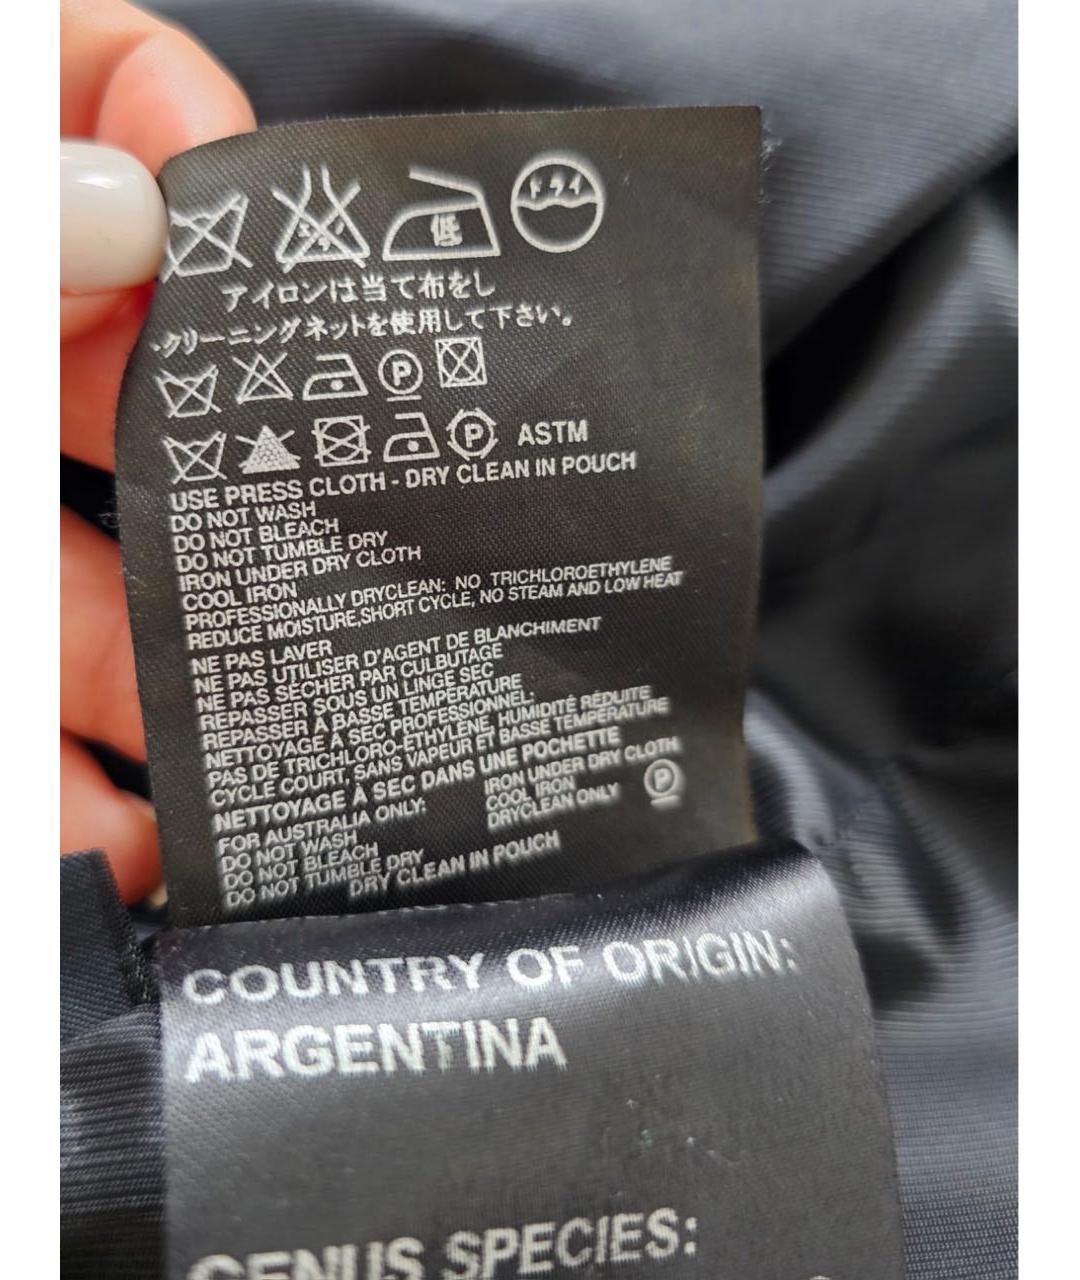 低
ドライ
アイロンは当て布をし
クリーニングネットを使用して下さい。
P
P ASTM
USE PRESS CLOTH - DRY CLEAN IN POUCH
DO NOT WASH
DO NOT BLEACH
DO NOT TUMBLE DRY
IRON UNDER DRY CLOTH
COOL IRON
PROFESSIONALLY DRYCLEAN: NO TRICHLOROETHYLENE
REDUCE MOISTURE,SHORT CYCLE, NO STEAM AND LOW HEAT
NE PAS LAVER
NE PAS UTILISER D'AGENT DE BLANCHIMENT
NE PAS SÉCHER PAR CULBUTAGE
REPASSER SOUS UN LINGE SEC
REPASSER À BASSE TEMPÉRATURE
NETTOYAGE À SEC PROFESSIONNEL:
PAS DE TRICHLORO-ÉTHYLÈNE, HUMIDITÉ RÉDUITE
CYCLE COURT, SANS VAPEUR ET BASSE TEMPÉRATURE
NETTOYAGE À SEC DANS UNE POCHETTE
FOR AUSTRALIA ONLY:
DO NOT WASH
DO NOT BLEACH
DO NOT TUMBLE DRY
IRON UNDER DRY CLOTH
COOL IRON
DRYCLEAN ONLY
P
DRY CLEAN IN POUCH
COUNTRY OF ORIGIN:
ARGENTINA
GENUS SPECIES: